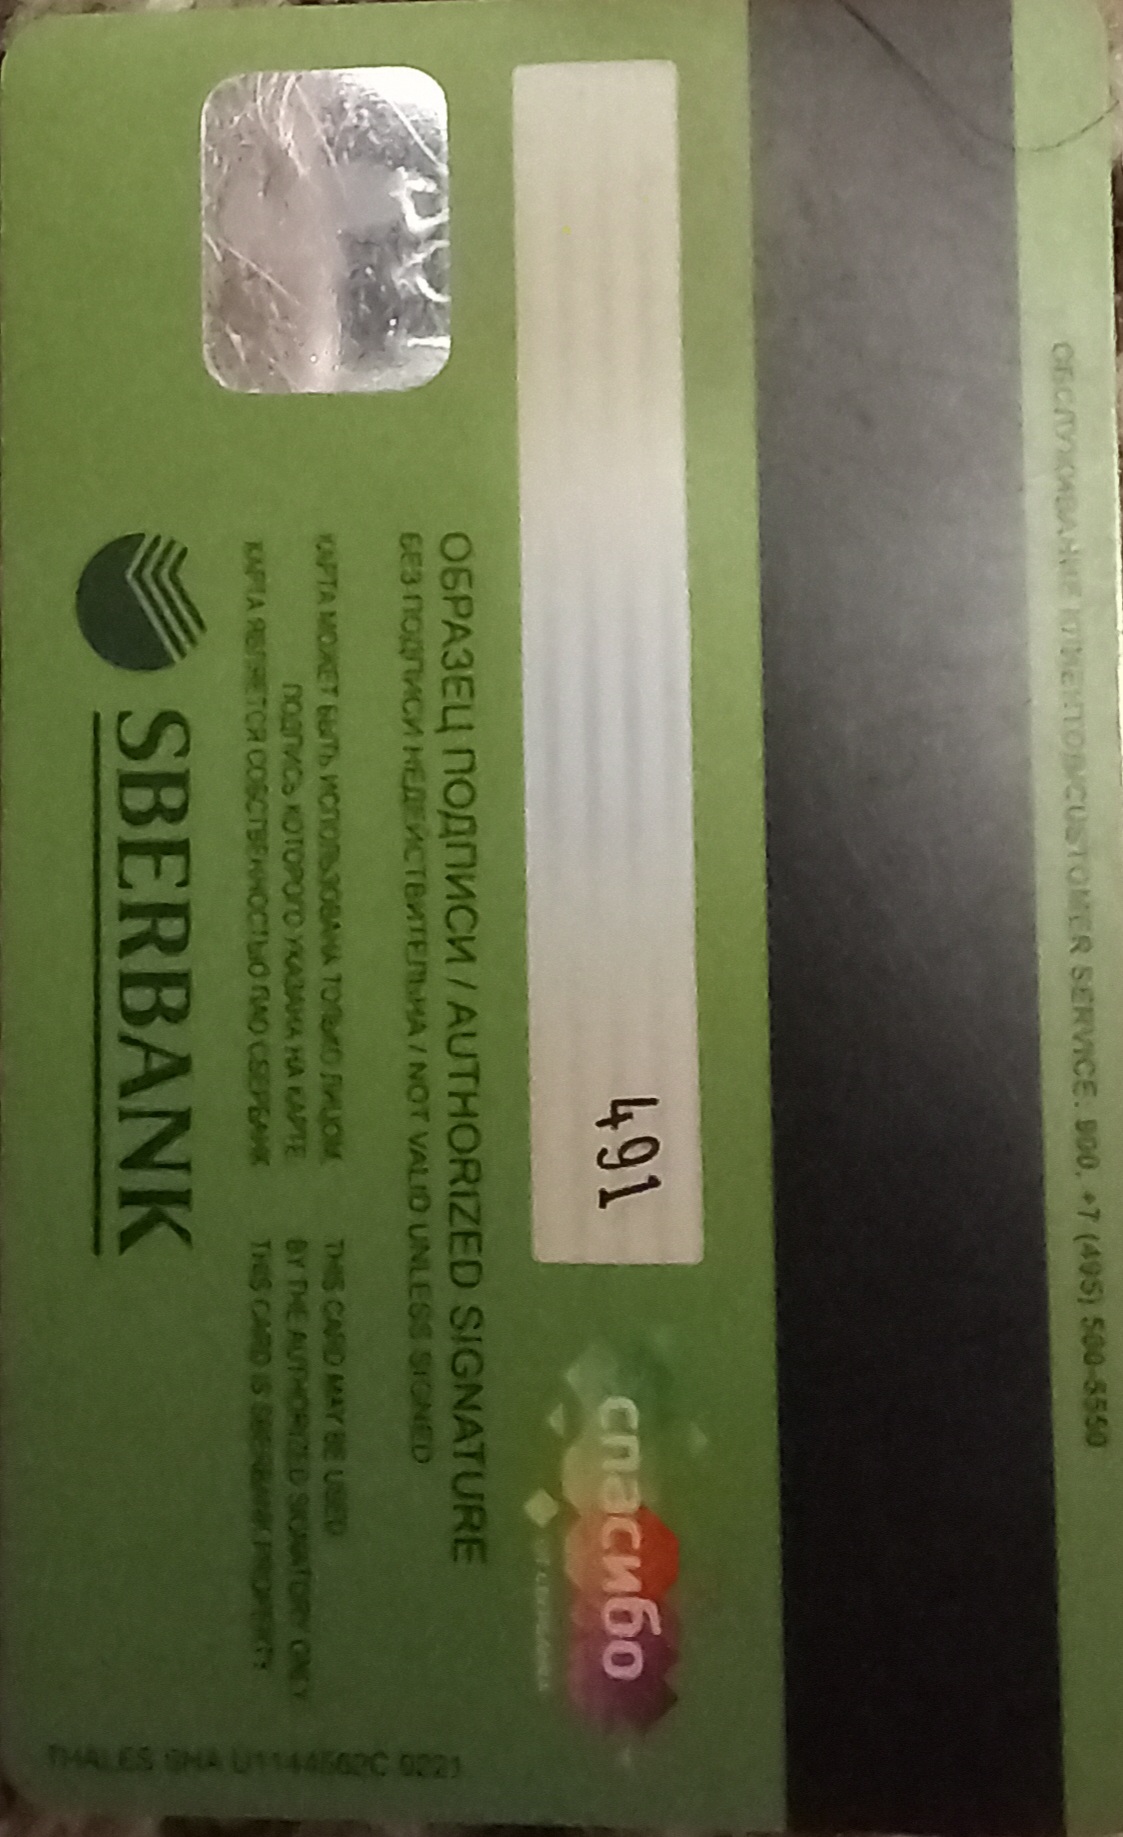 ОБСЛУЖИВАНИЕ КЛИЕНТОВ/CUSTOMER SERVICE: 900, +7 (495) 500-5550
491
спасибо
ОТ СБЕРБАНКА
ОБРАЗЕЦ ПОДПИСИ / AUTHORIZED SIGNATURE
БЕЗ ПОДПИСИ НЕДЕЙСТВИТЕЛЬНА / NOT VALID UNLESS SIGNED
КАРТА МОЖЕТ БЫТЬ ИСПОЛЬЗОВАНА ТОЛЬКО ЛИЦОМ,
ПОДПИСЬ КОТОРОГО УКАЗАНА НА КАРТЕ.
КАРТА ЯВЛЯЕТСЯ СОБСТВЕННОСТЬЮ ПАО СБЕРБАНК
THIS CARD MAY BE USED
BY THE AUTHORIZED SIGNATORY ONLY
THIS CARD IS SBERBANK PROPERTY
SBERBANK
THALES SHA 0221